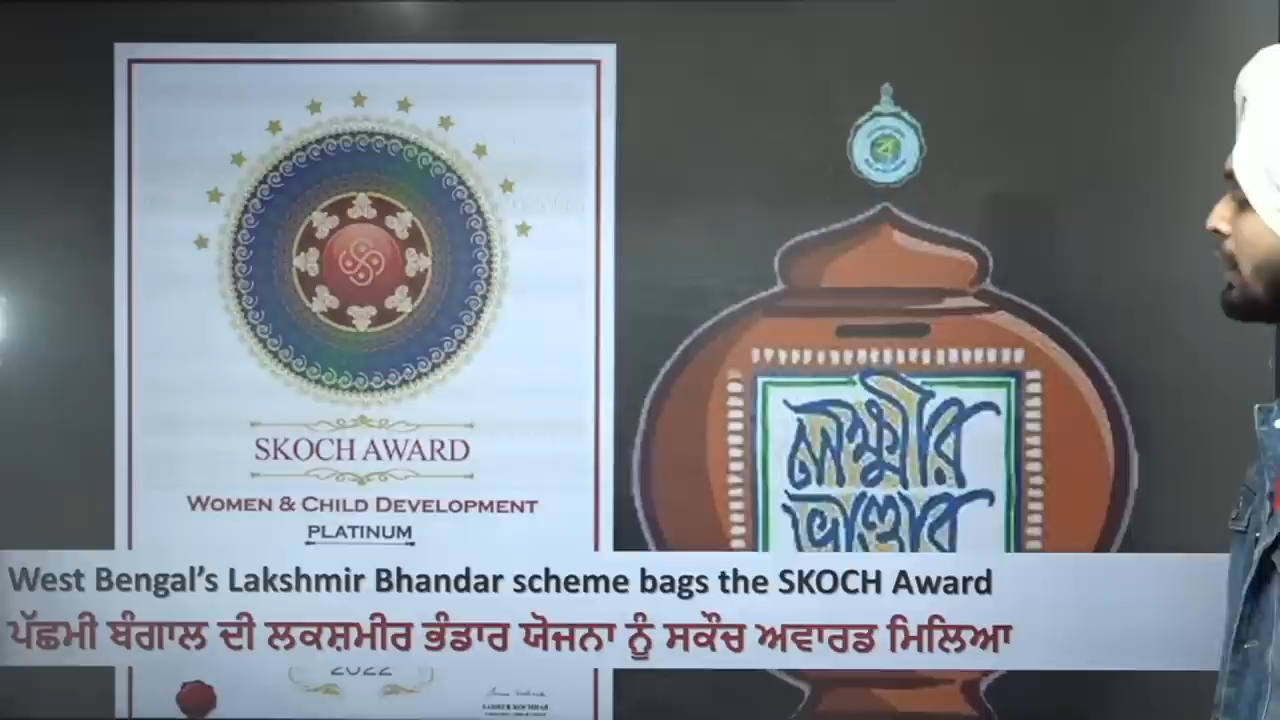 SKOCH AWARD
WOMEN & CHILD DEVELOPMENT
PLATINUM
লক্ষ্মীর
ভাণ্ডার
West Bengal's Lakshmir Bhandar scheme bags the SKOCH Award
ਪੱਛਮੀ ਬੰਗਾਲ ਦੀ ਲਕਸ਼ਮੀਰ ਭੰਡਾਰ ਯੋਜਨਾ ਨੂੰ ਸਕੌਚ ਅਵਾਰਡ ਮਿਲਿਆ
2022